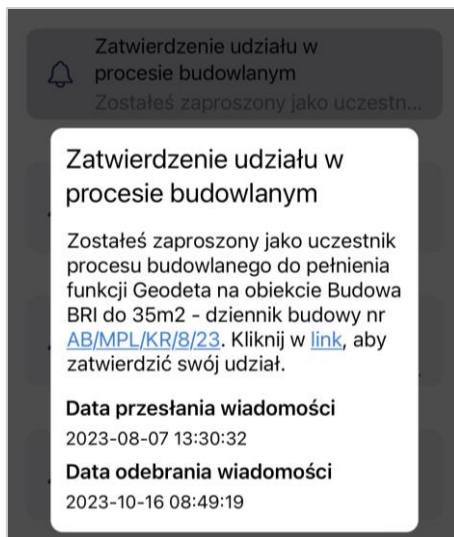 Zatwierdzenie udziału w
procesie budowlanym
Zostałeś zaproszony jako uczestn...
Zatwierdzenie udziału w
procesie budowlanym
Zostałeś zaproszony jako uczestnik
procesu budowlanego do pełnienia
funkcji Geodeta na obiekcie Budowa
BRI do 35m2 - dziennik budowy nr
AB/MPL/KR/8/23. Kliknij w link, aby
zatwierdzić swój udział.
Data przesłania wiadomości
2023-08-07 13:30:32
Data odebrania wiadomości
2023-10-16 08:49:19